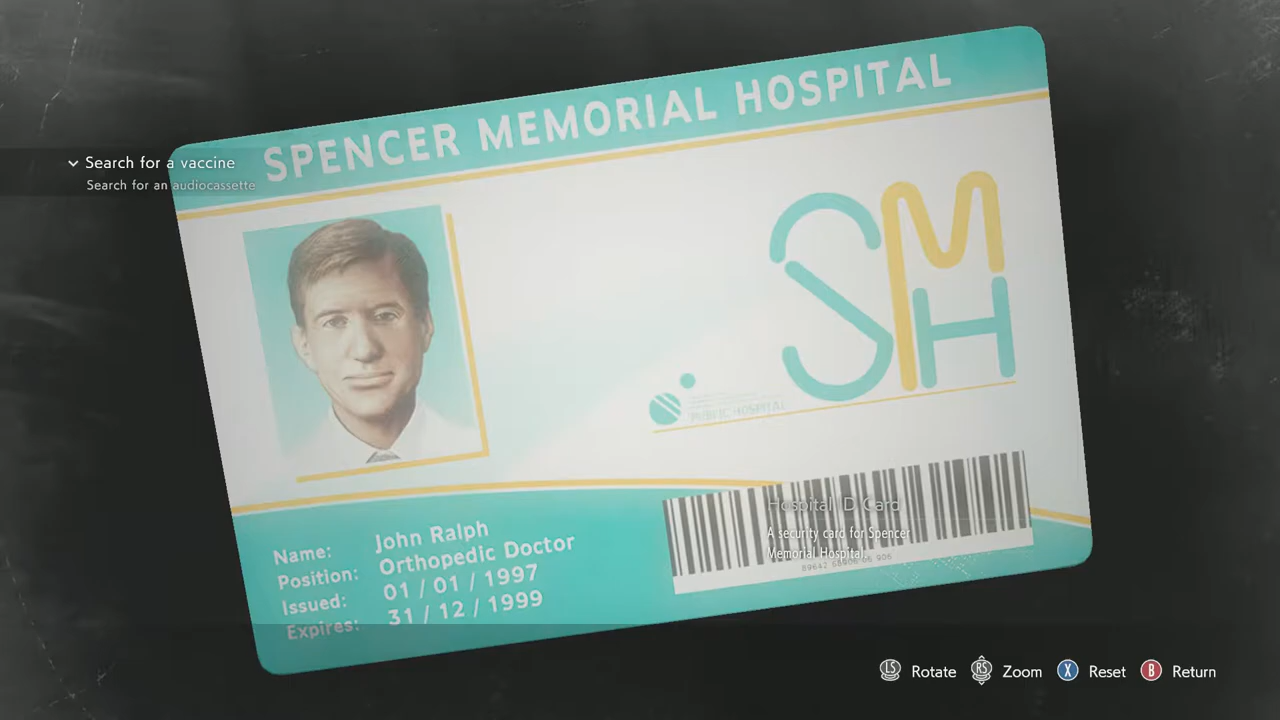 SPENCER MEMORIAL HOSPITAL
Search for a vaccine
Search for an audiocassette
SMH
PUBLIC HOSPITAL
Name: John Ralph
Position: Orthopedic Doctor
Issued: 01 / 01 / 1997
Expires: 31 / 12 / 1999
Hospital ID Card
A security card for Spencer
Memorial Hospital.
LS Rotate RS Zoom X Reset B Return